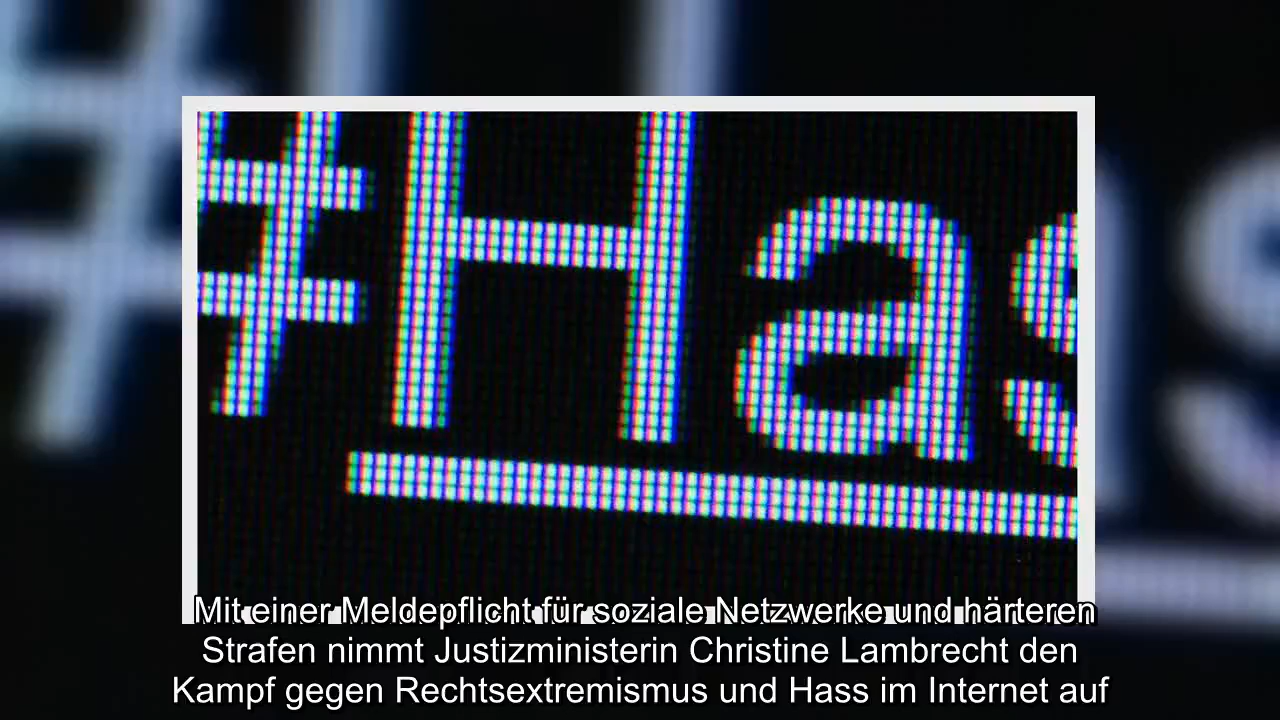 #Has
Mit einer Meldepflicht für soziale Netzwerke und härteren
Strafen nimmt Justizministerin Christine Lambrecht den
Kampf gegen Rechtsextremismus und Hass im Internet auf